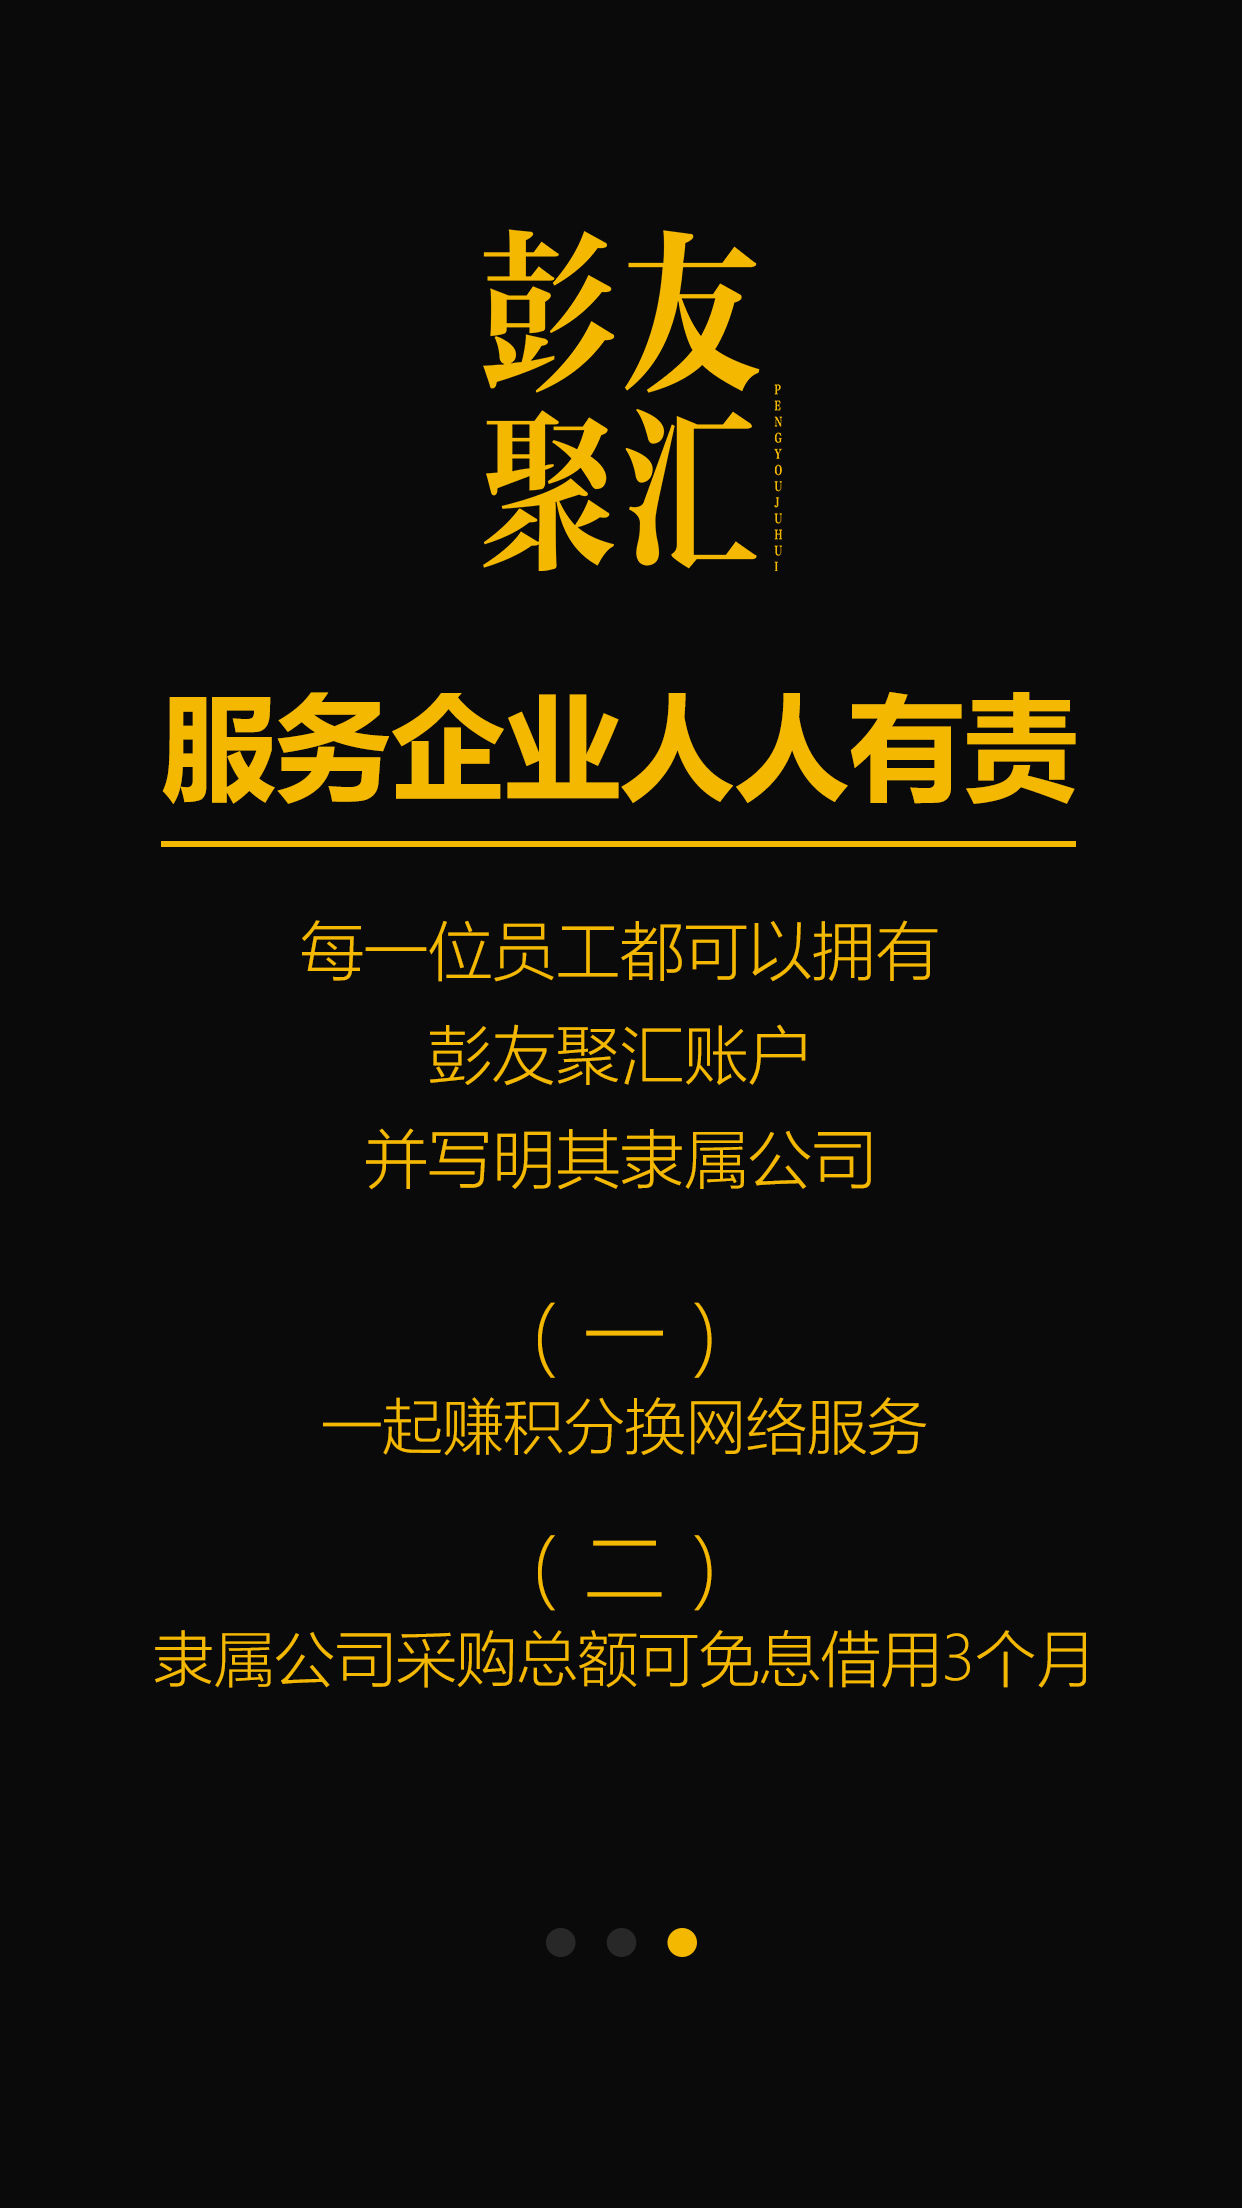 彭友
聚汇
PENGYOUJUHUI
服务企业人人有责
每一位员工都可以拥有
彭友聚汇账户
并写明其隶属公司
(一)
一起赚积分换网络服务
(二)
隶属公司采购总额可免息借用3个月